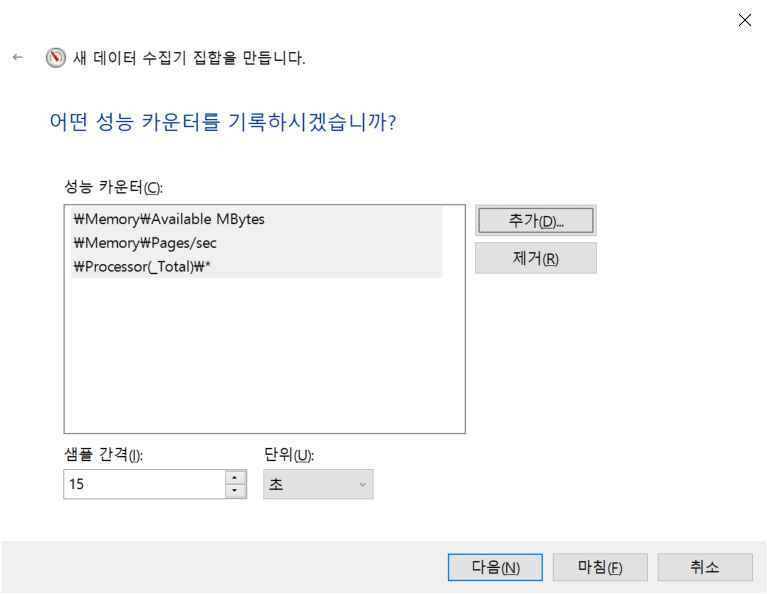 새 데이터 수집기 집합을 만듭니다.
어떤 성능 카운터를 기록하시겠습니까?
성능 카운터(C):
₩Memory₩Available MBytes
₩Memory₩Pages/sec
₩Processor(_Total)₩*
추가(D)...
제거(R)
샘플 간격(I):
단위(U):
15
초
다음(N)
마침(F)
취소